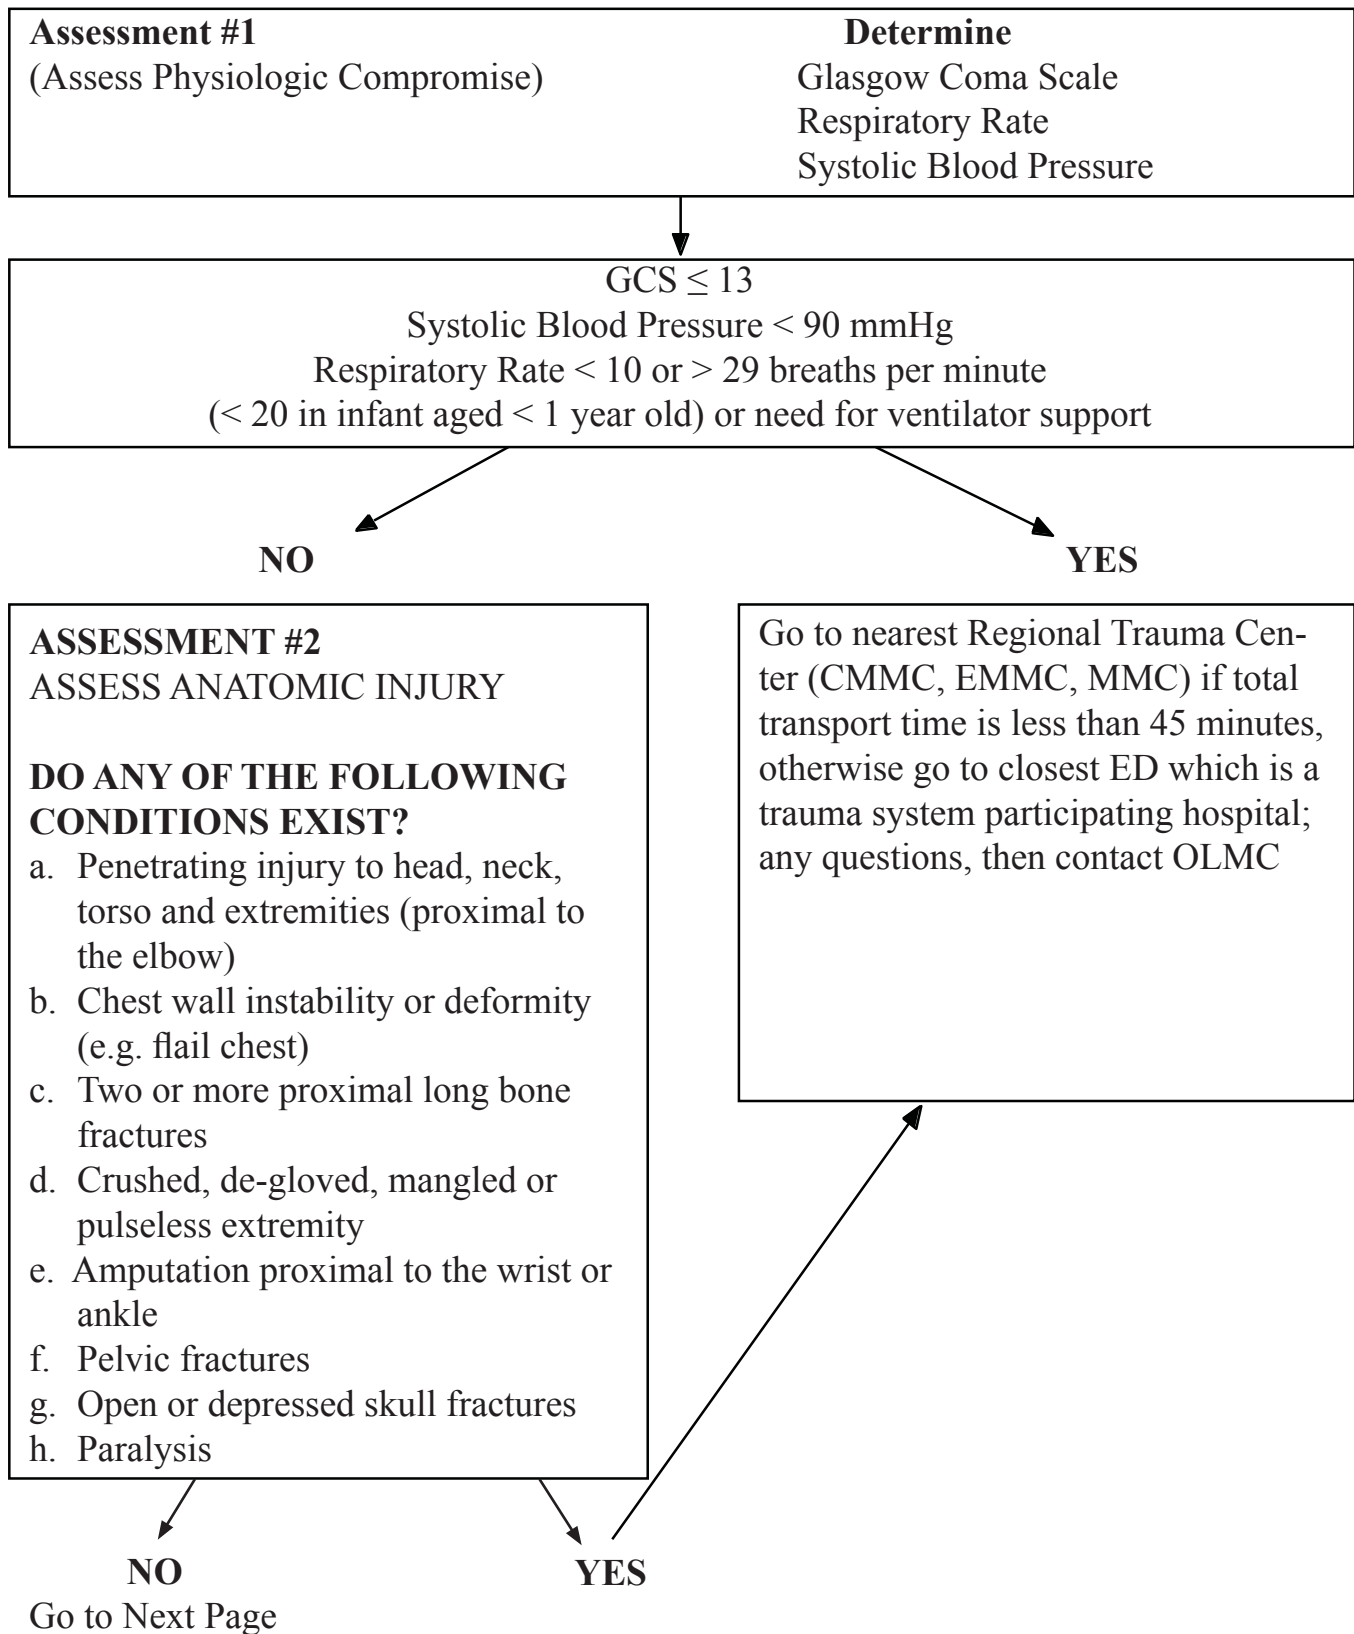 Assessment #1
(Assess Physiologic Compromise)
Determine
Glasgow Coma Scale
Respiratory Rate
Systolic Blood Pressure
GCS ≤ 13
Systolic Blood Pressure < 90 mmHg
Respiratory Rate < 10 or > 29 breaths per minute
(< 20 in infant aged < 1 year old) or need for ventilator support
NO
YES
ASSESSMENT #2
ASSESS ANATOMIC INJURY
DO ANY OF THE FOLLOWING
CONDITIONS EXIST?
a. Penetrating injury to head, neck,
torso and extremities (proximal to
the elbow)
b. Chest wall instability or deformity
(e.g. flail chest)
c. Two or more proximal long bone
fractures
d. Crushed, de-gloved, mangled or
pulseless extremity
e. Amputation proximal to the wrist or
ankle
f. Pelvic fractures
g. Open or depressed skull fractures
h. Paralysis
Go to nearest Regional Trauma Cen-
ter (CMMC, EMMC, MMC) if total
transport time is less than 45 minutes,
otherwise go to closest ED which is a
trauma system participating hospital;
any questions, then contact OLMC
NO
Go to Next Page
YES